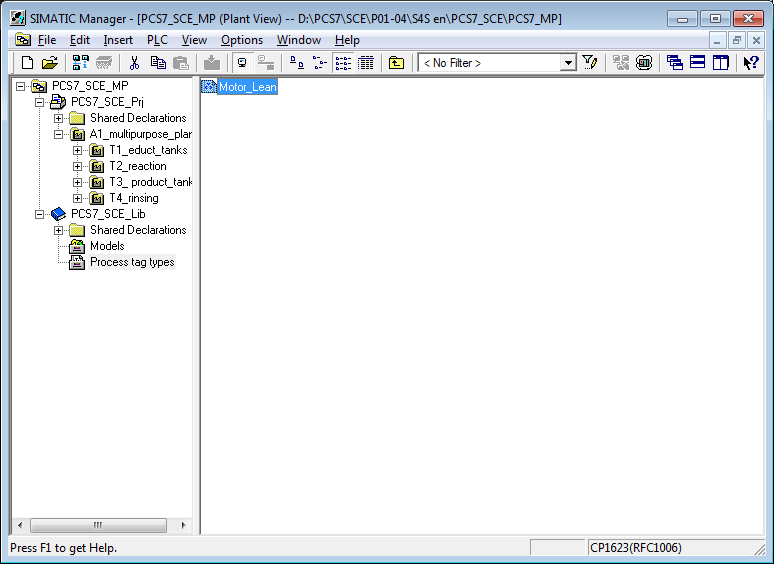 SIMATIC Manager - [PCS7_SCE_MP (Plant View) -- D:\PCS7\SCE\P01-04\S4S en\PCS7_SCE\PCS7_MP]
File Edit Insert PLC View Options Window Help
< No Filter >
PCS7_SCE_MP
PCS7_SCE_Prj
Shared Declarations
A1_multipurpose_plan
T1_educt_tanks
T2_reaction
T3_ product_tank
T4_rinsing
PCS7_SCE_Lib
Shared Declarations
Models
Process tag types
Motor_Lean
Press F1 to get Help.
CP1623(RFC1006)